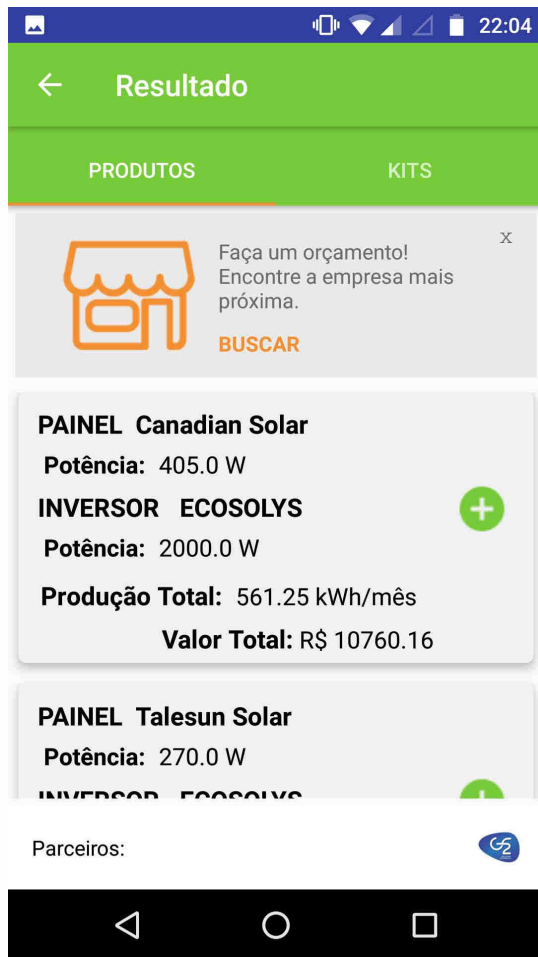 22:04
Resultado
PRODUTOS KITS
x
Faça um orçamento!
Encontre a empresa mais
próxima.
BUSCAR
PAINEL Canadian Solar
Potência: 405.0 W
INVERSOR ECOSOLYS
Potência: 2000.0 W
Produção Total: 561.25 kWh/mês
Valor Total: R$ 10760.16
PAINEL Talesun Solar
Potência: 270.0 W
INVERSOR ECOSOLYS
Parceiros: